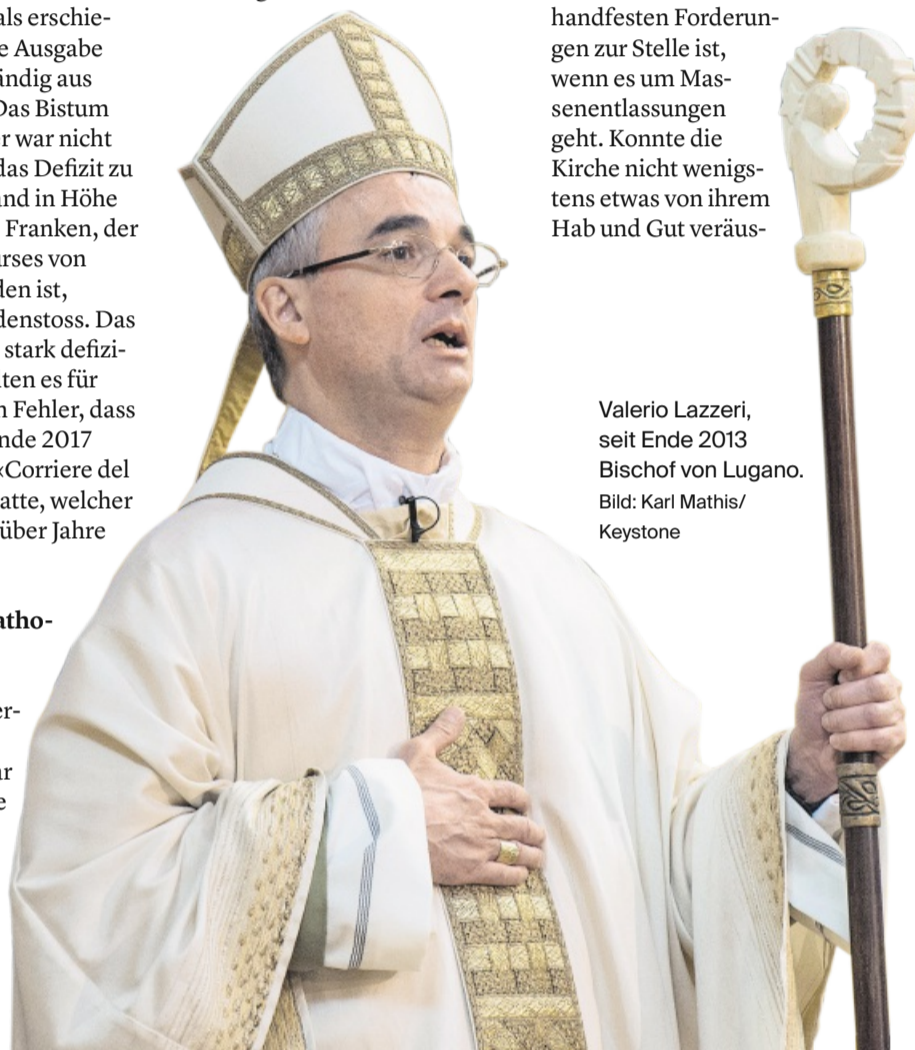 als erschie-
e Ausgabe
ändig aus
Das Bistum
r war nicht
das Defizit zu
und in Höhe
Franken, der
urses von
den ist,
denstoss. Das
stark defizi-
ten es für
n Fehler, dass
nde 2017
«Corriere del
atte, welcher
über Jahre
atho-
er-
ar
e
handfesten Forderun-
gen zur Stelle ist,
wenn es um Mas-
senentlassungen
geht. Konnte die
Kirche nicht wenigs-
tens etwas von ihrem
Hab und Gut veräus-
Valerio Lazzeri,
seit Ende 2013
Bischof von Lugano.
Bild: Karl Mathis/
Keystone